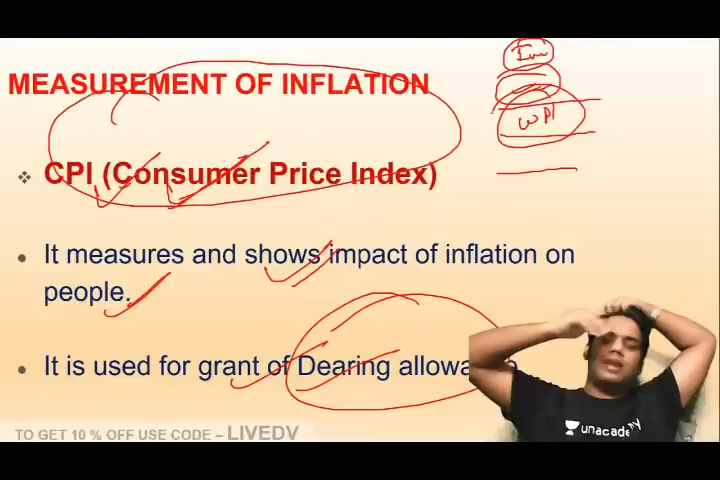 MEASUREMENT OF INFLATION
WPI
CPI (Consumer Price Index)
It measures and shows impact of inflation on
people.
It is used for grant of Dearing
unacademy
TO GET 10 % OFF USE CODE – LIVEDV